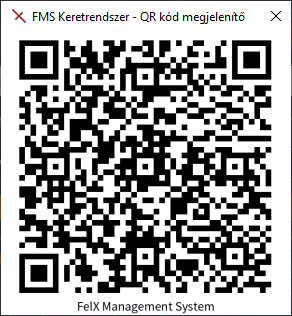 FMS Keretrendszer - QR kód megjelenítő
FelX Management System